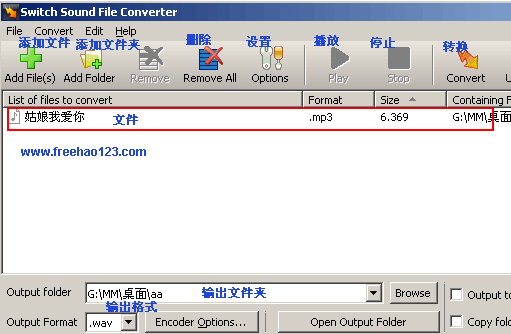 Switch Sound File Converter
File Convert Edit Help
添加文件 添加文件夹 删除 设置 播放 停止 转换
Add File(s) Add Folder Remove Remove All Options Play Stop Convert
List of files to convert Format Size Containing F
姑娘我爱你 文件 .mp3 6.369 G:\MM\桌面
www.freehao123.com
Output folder G:\MM\桌面\aa 输出文件夹 Browse Output to
输出格式
Output Format .wav Encoder Options... Open Output Folder Copy fold